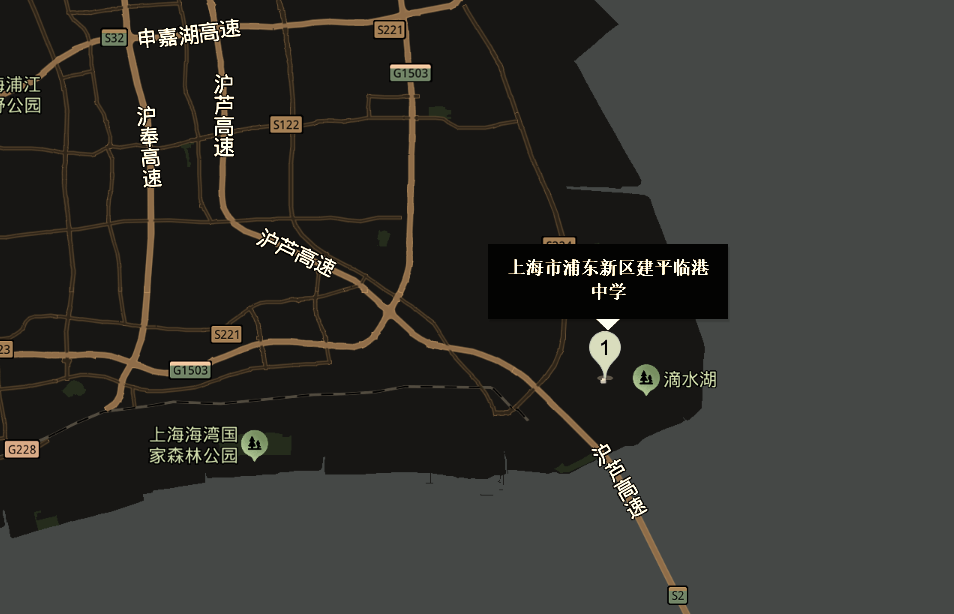 S32
申嘉湖高速
S221
G1503
海浦江
野公园
沪芦高速
沪奉高速
S122
沪芦高速
上海市浦东新区建平临港
中学
1
滴水湖
S221
23
G1503
上海海湾国
家森林公园
G228
沪芦高速
S2